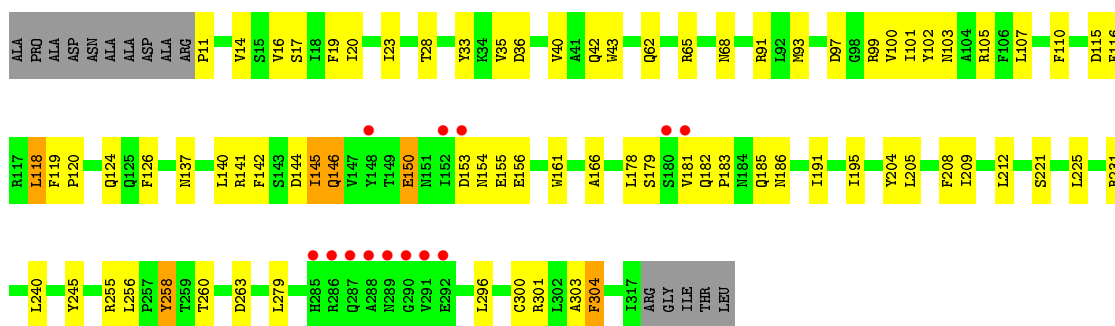 ALA PRO ALA ASP ASN ALA ALA ASP ALA ARG P11 V14 S15 V16 S17 I18 F19 I20 I23 T28 Y33 K34 V35 D36 V40 A41 Q42 W43 Q62 R65 N68 R91 L92 M93 D97 G98 R99 V100 I101 Y102 N103 A104 R105 F106 L107 F110 D115 E116
R117 L118 F119 P120 Q124 Q125 F126 N137 L140 R141 F142 S143 D144 I145 Q146 V147 Y148 T149 E150 N151 I152 D153 N154 E155 E156 W161 A166 L178 S179 S180 V181 Q182 P183 N184 Q185 N186 I191 I195 Y204 L205 F208 I209 L212 S221 L225
L240 Y245 R255 L256 P257 Y258 T259 T260 D263 L279 H285 R286 Q287 A288 N289 G290 V291 E292 L296 C300 R301 L302 A303 F304 I317 ARG GLY ILE THR LEU